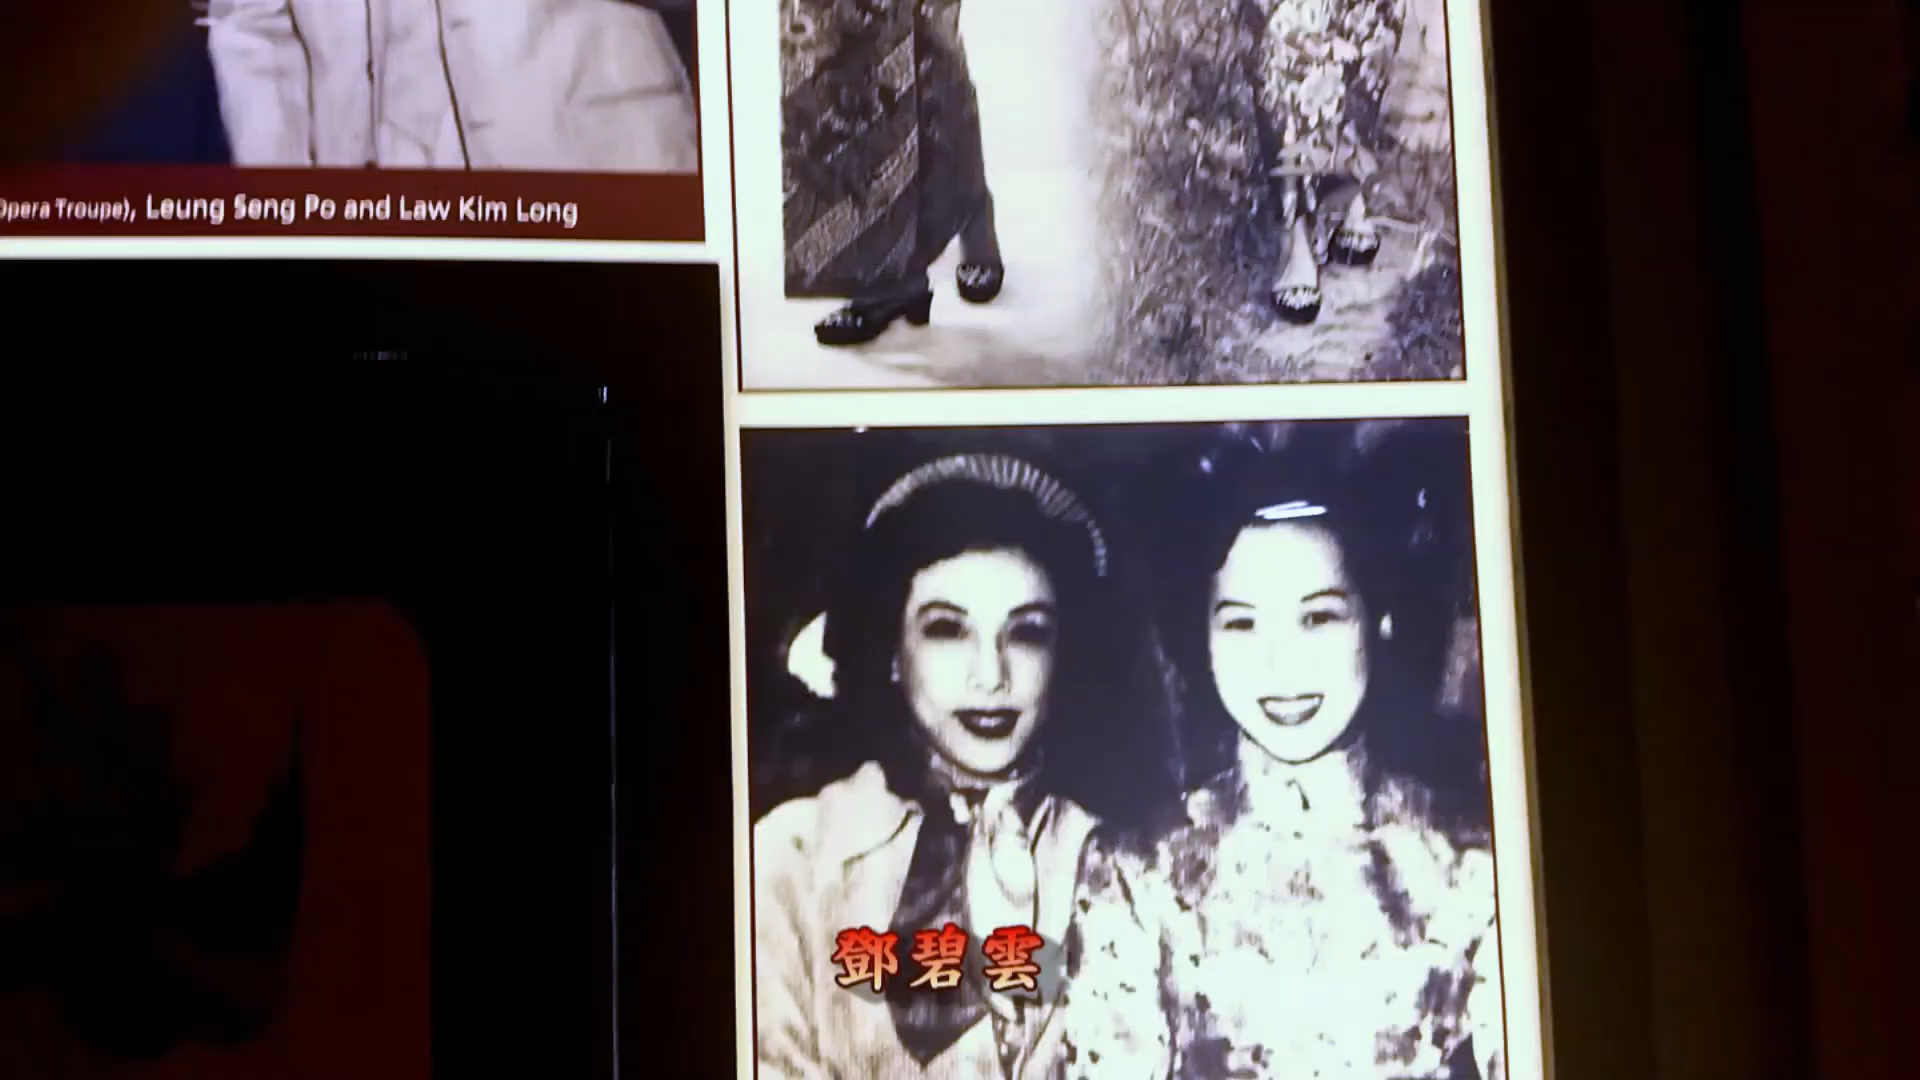 Opera Troupe), Leung Seng Po and Law Kim Long
鄧碧雲